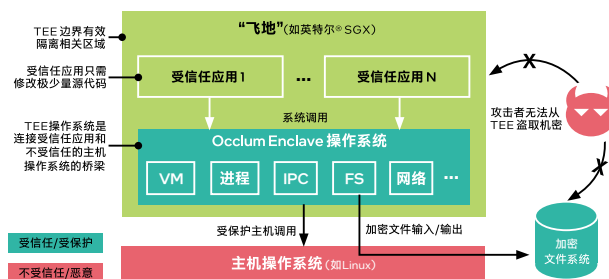 TEE 边界有效
隔离相关区域
“飞地”(如英特尔® SGX)
受信任应用只需
修改极少量源代码
受信任应用 1
...
受信任应用 N
X
攻击者无法从
TEE 盗取机密
系统调用
TEE操作系统是
连接受信任应用和
不受信任的主机
操作系统的桥梁
Occlum Enclave 操作系统
VM
进程
IPC
FS
网络
...
X
受保护主机调用
加密文件输入/输出
受信任/受保护
不受信任/恶意
主机操作系统(如Linux)
加密
文件系统